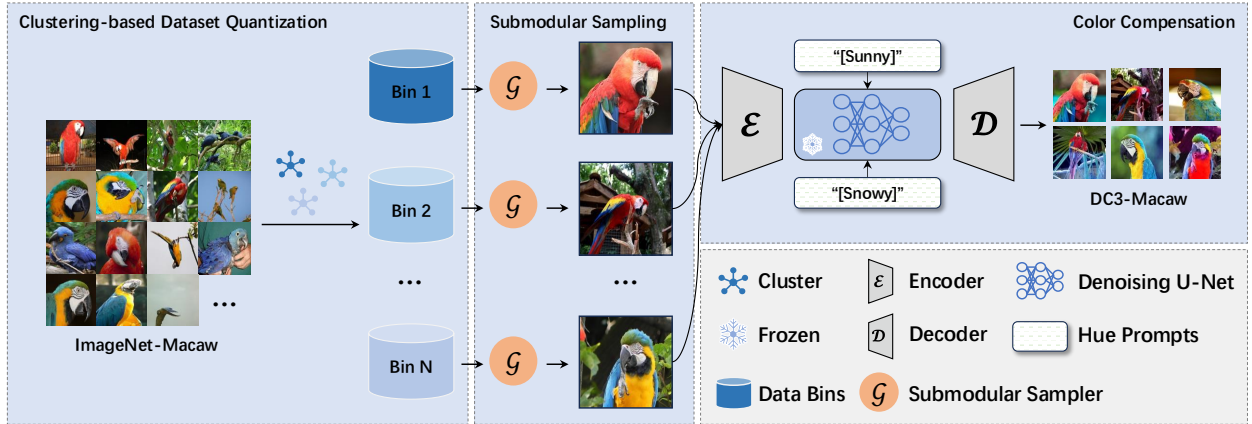 Clustering-based Dataset Quantization
Submodular Sampling
Color Compensation
Bin 1
Bin 2
...
Bin N
...
ImageNet-Macaw
𝒢
𝒢
...
𝒢
ℰ
"[Sunny]"
"[Snowy]"
𝒟
DC3-Macaw
Cluster
ℰ
Encoder
Denoising U-Net
Frozen
𝒟
Decoder
Hue Prompts
Data Bins
𝒢
Submodular Sampler